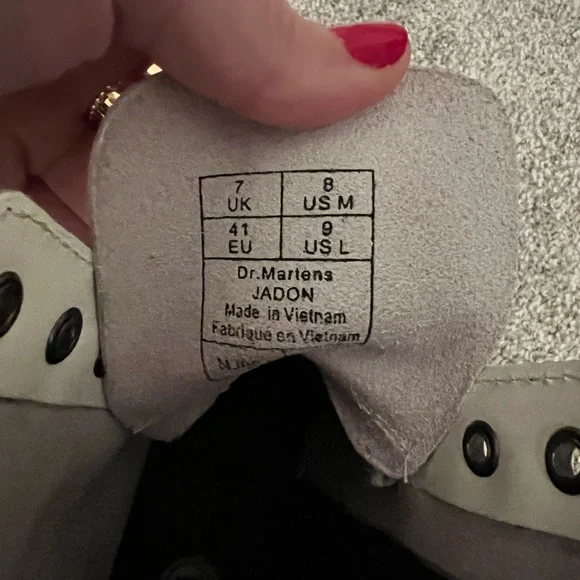 7 8
UK US M
41 9
EU US L
Dr.Martens
JADON
Made in Vietnam
Fabriqué en Vietnam